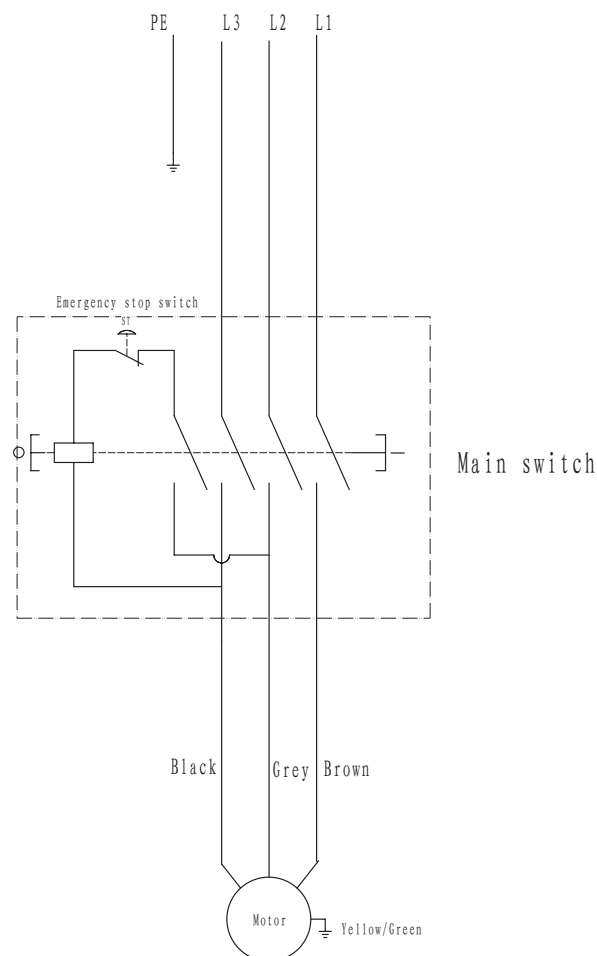 PE L3 L2 L1
Emergency stop switch
ST
Main switch
Black Grey Brown
Motor
Yellow/Green